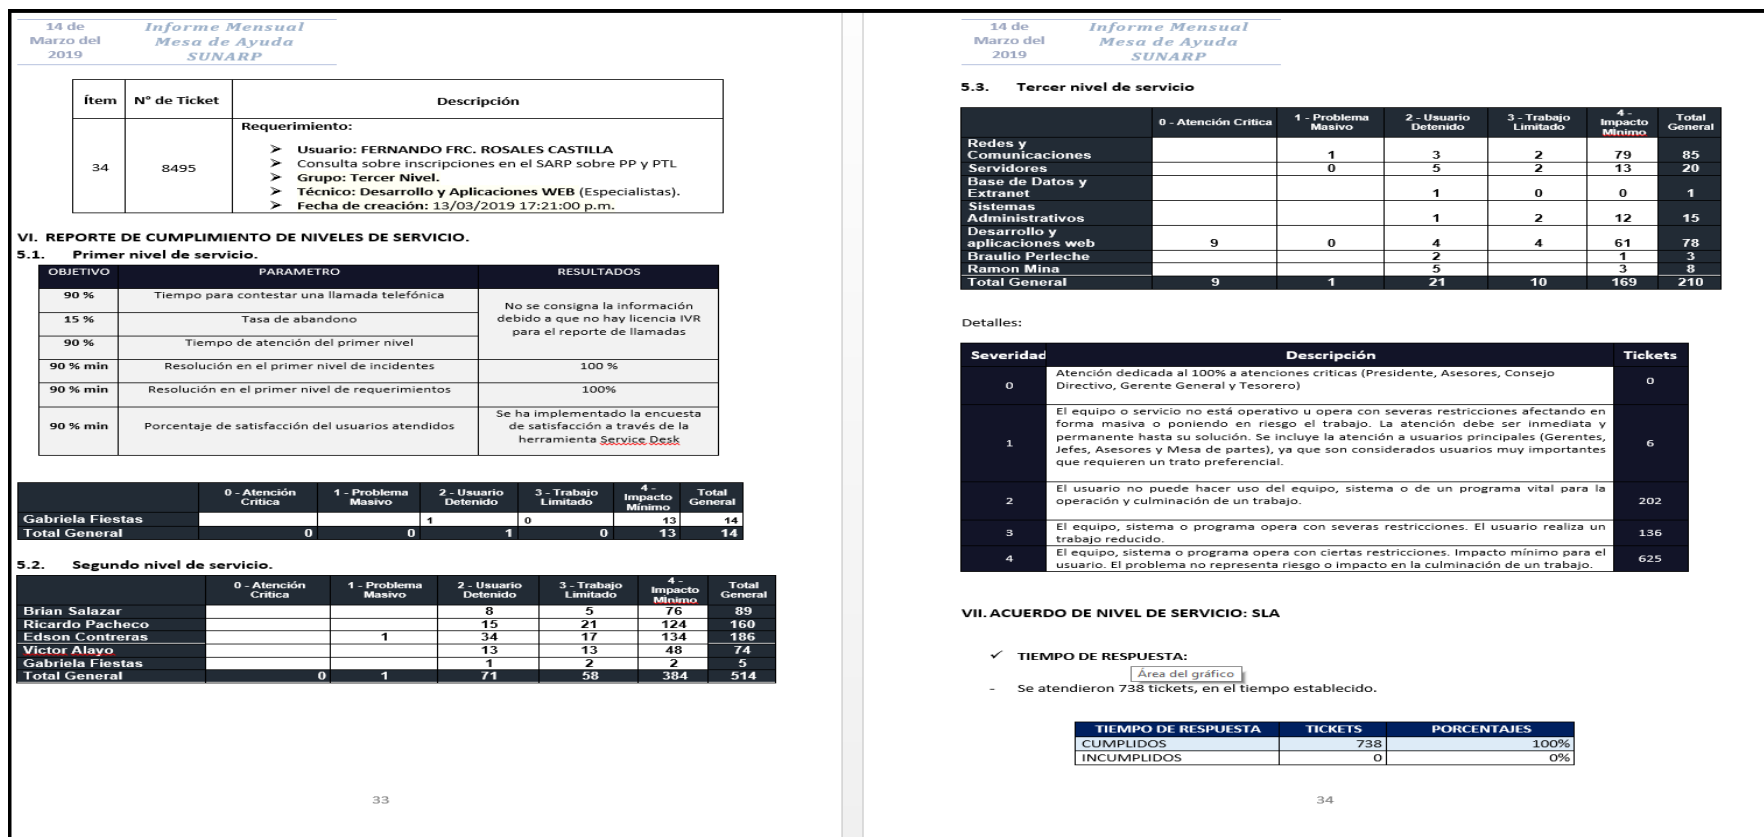 14 de
Marzo del
2019
Informe Mensual
Mesa de Ayuda
SUNARP
Ítem N° de Ticket Descripción
34 8495
Requerimiento:
➢ Usuario: FERNANDO FRC. ROSALES CASTILLA
➢ Consulta sobre inscripciones en el SARP sobre PP y PTL
➢ Grupo: Tercer Nivel.
➢ Técnico: Desarrollo y Aplicaciones WEB (Especialistas).
➢ Fecha de creación: 13/03/2019 17:21:00 p.m.
VI. REPORTE DE CUMPLIMIENTO DE NIVELES DE SERVICIO.
5.1. Primer nivel de servicio.
OBJETIVO PARAMETRO RESULTADOS
90 % Tiempo para contestar una llamada telefónica
15 % Tasa de abandono
90 % Tiempo de atención del primer nivel
No se consigna la información
debido a que no hay licencia IVR
para el reporte de llamadas
90 % min Resolución en el primer nivel de incidentes 100 %
90 % min Resolución en el primer nivel de requerimientos 100%
90 % min Porcentaje de satisfacción del usuarios atendidos
Se ha implementado la encuesta
de satisfacción a través de la
herramienta Service Desk
0 - Atención
Critica
1 - Problema
Masivo
2 - Usuario
Detenido
3 - Trabajo
Limitado
4 -
Impacto
Mínimo
Total
General
Gabriela Fiestas 1 0 13 14
Total General 0 0 1 0 13 14
5.2. Segundo nivel de servicio.
0 - Atención
Critica
1 - Problema
Masivo
2 - Usuario
Detenido
3 - Trabajo
Limitado
4 -
Impacto
Mínimo
Total
General
Brian Salazar 8 5 76 89
Ricardo Pacheco 15 21 124 160
Edson Contreras 1 34 17 134 186
Victor Alayo 13 13 48 74
Gabriela Fiestas 1 2 2 5
Total General 0 1 71 58 384 514
33
14 de
Marzo del
2019
Informe Mensual
Mesa de Ayuda
SUNARP
5.3. Tercer nivel de servicio
0 - Atención Critica
1 - Problema
Masivo
2 - Usuario
Detenido
3 - Trabajo
Limitado
4 -
Impacto
Mínimo
Total
General
Redes y
Comunicaciones 1 3 2 79 85
Servidores 0 5 2 13 20
Base de Datos y
Extranet 1 0 0 1
Sistemas
Administrativos 1 2 12 15
Desarrollo y
aplicaciones web 9 0 4 4 61 78
Braulio Perleche 2 1 3
Ramon Mina 5 3 8
Total General 9 1 21 10 169 210
Detalles:
Severidad Descripción Tickets
0
Atención dedicada al 100% a atenciones criticas (Presidente, Asesores, Consejo
Directivo, Gerente General y Tesorero)
0
1
El equipo o servicio no está operativo u opera con severas restricciones afectando en
forma masiva o poniendo en riesgo el trabajo. La atención debe ser inmediata y
permanente hasta su solución. Se incluye la atención a usuarios principales (Gerentes,
Jefes, Asesores y Mesa de partes), ya que son considerados usuarios muy importantes
que requieren un trato preferencial.
6
2
El usuario no puede hacer uso del equipo, sistema o de un programa vital para la
operación y culminación de un trabajo.
202
3
El equipo, sistema o programa opera con severas restricciones. El usuario realiza un
trabajo reducido.
136
4
El equipo, sistema o programa opera con ciertas restricciones. Impacto mínimo para el
usuario. El problema no representa riesgo o impacto en la culminación de un trabajo.
625
VII. ACUERDO DE NIVEL DE SERVICIO: SLA
✓ TIEMPO DE RESPUESTA:
Área del gráfico
- Se atendieron 738 tickets, en el tiempo establecido.
TIEMPO DE RESPUESTA TICKETS PORCENTAJES
CUMPLIDOS 738 100%
INCUMPLIDOS 0 0%
34